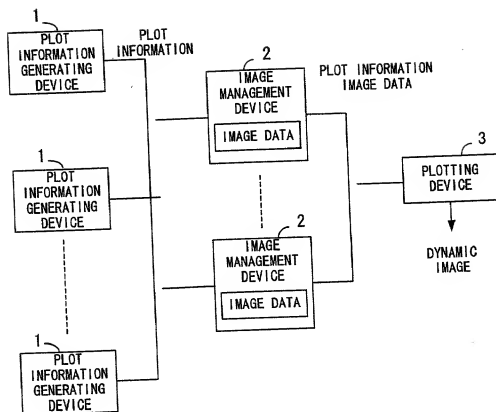 1
PLOT
INFORMATION
GENERATING
DEVICE
PLOT
INFORMATION
2
IMAGE
MANAGEMENT
DEVICE
IMAGE DATA
PLOT INFORMATION
IMAGE DATA
3
PLOTTING
DEVICE
DYNAMIC
IMAGE
1
PLOT
INFORMATION
GENERATING
DEVICE
2
IMAGE
MANAGEMENT
DEVICE
IMAGE DATA
1
PLOT
INFORMATION
GENERATING
DEVICE